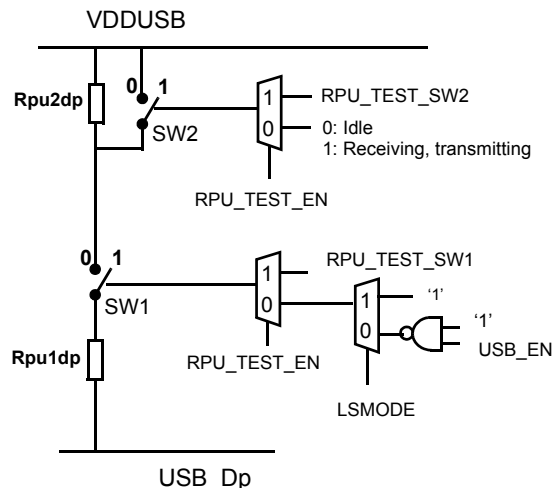 VDDUSB
0 1
Rpu2dp
SW2
1
0
RPU_TEST_SW2
0: Idle
1: Receiving, transmitting
RPU_TEST_EN
0 1
SW1
1
0
RPU_TEST_SW1
1
0
'1'
'1'
USB_EN
Rpu1dp
RPU_TEST_EN
LSMODE
USB_Dp